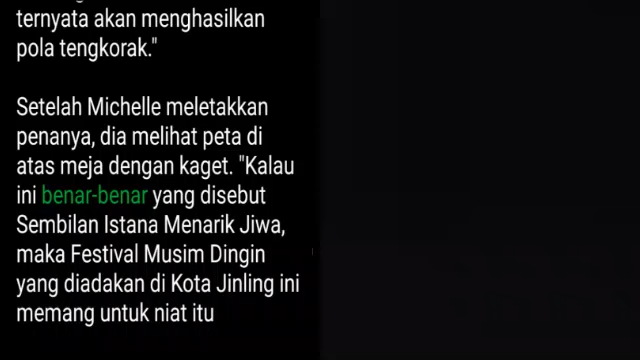 ternyata akan menghasilkan
pola tengkorak."
Setelah Michelle meletakkan
penanya, dia melihat peta di
atas meja dengan kaget. "Kalau
ini benar-benar yang disebut
Sembilan Istana Menarik Jiwa,
maka Festival Musim Dingin
yang diadakan di Kota Jinling ini
memang untuk niat itu